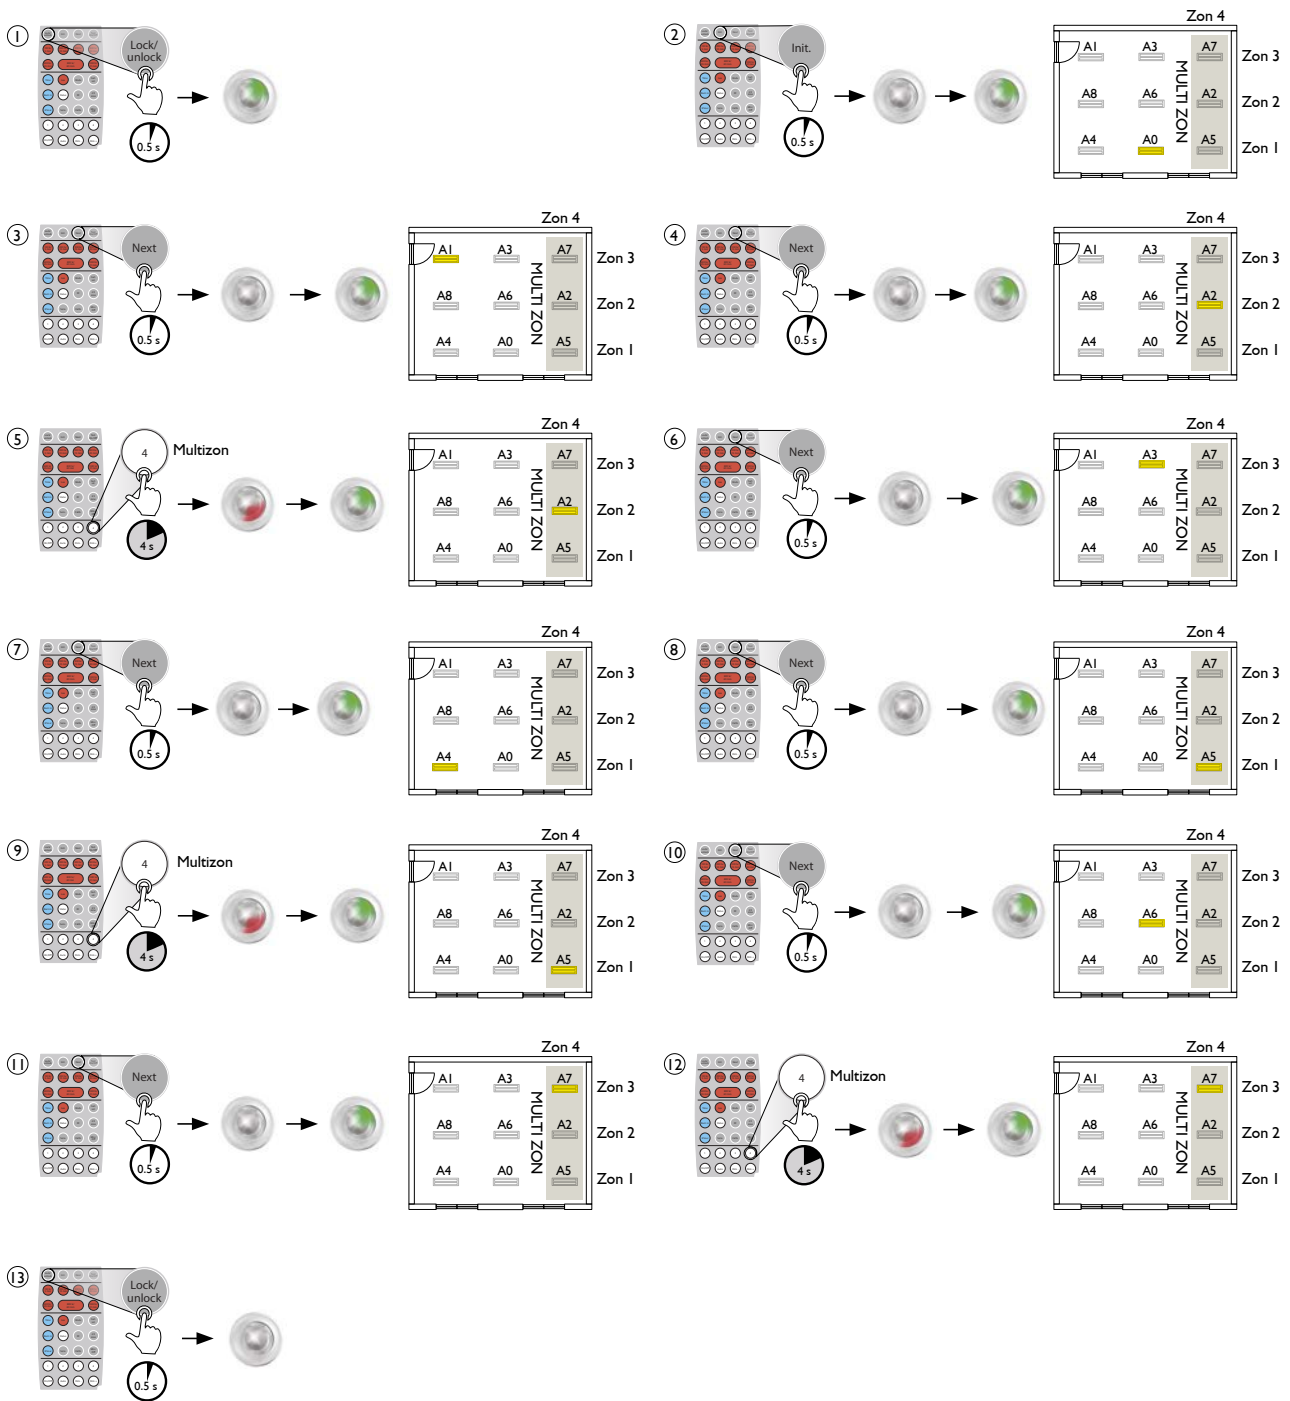 1
Lock/
unlock
0.5 s
2
Init.
0.5 s
Zon 4
A1 A3 A7 Zon 3
A8 A6 A2 Zon 2
A4 A0 A5 Zon 1
MULTI ZON
3
Next
0.5 s
Zon 4
A1 A3 A7 Zon 3
A8 A6 A2 Zon 2
A4 A0 A5 Zon 1
MULTI ZON
4
Next
0.5 s
Zon 4
A1 A3 A7 Zon 3
A8 A6 A2 Zon 2
A4 A0 A5 Zon 1
MULTI ZON
5
4 Multizon
4 s
Zon 4
A1 A3 A7 Zon 3
A8 A6 A2 Zon 2
A4 A0 A5 Zon 1
MULTI ZON
6
Next
0.5 s
Zon 4
A1 A3 A7 Zon 3
A8 A6 A2 Zon 2
A4 A0 A5 Zon 1
MULTI ZON
7
Next
0.5 s
Zon 4
A1 A3 A7 Zon 3
A8 A6 A2 Zon 2
A4 A0 A5 Zon 1
MULTI ZON
8
Next
0.5 s
Zon 4
A1 A3 A7 Zon 3
A8 A6 A2 Zon 2
A4 A0 A5 Zon 1
MULTI ZON
9
4 Multizon
4 s
Zon 4
A1 A3 A7 Zon 3
A8 A6 A2 Zon 2
A4 A0 A5 Zon 1
MULTI ZON
10
Next
0.5 s
Zon 4
A1 A3 A7 Zon 3
A8 A6 A2 Zon 2
A4 A0 A5 Zon 1
MULTI ZON
11
Next
0.5 s
Zon 4
A1 A3 A7 Zon 3
A8 A6 A2 Zon 2
A4 A0 A5 Zon 1
MULTI ZON
12
4 Multizon
4 s
Zon 4
A1 A3 A7 Zon 3
A8 A6 A2 Zon 2
A4 A0 A5 Zon 1
MULTI ZON
13
Lock/
unlock
0.5 s